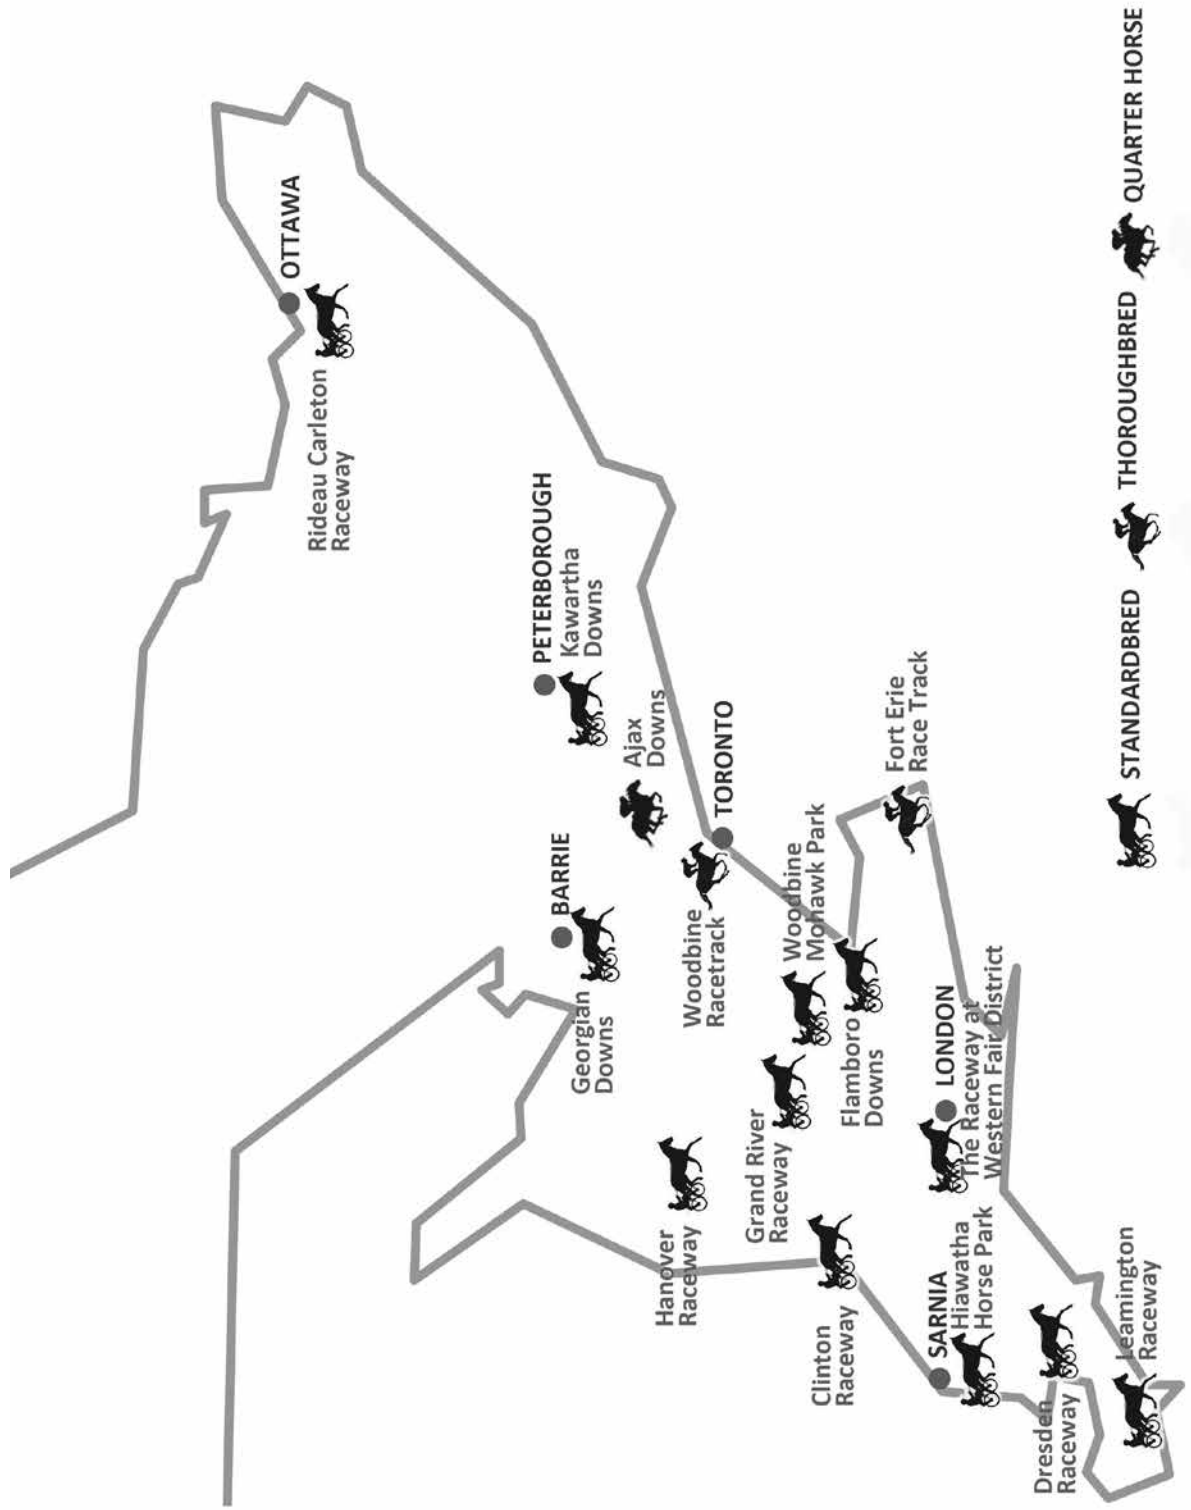 OTTAWA
Rideau Carleton
Raceway
PETERBOROUGH
Kawartha
Downs
BARRIE
Georgian
Downs
Ajax
Downs
TORONTO
Woodbine
Racetrack
Hanover
Raceway
Woodbine
Mohawk Park
Grand River
Raceway
Flamboro
Downs
Fort Erie
Race Track
Clinton
Raceway
LONDON
The Raceway at
Western Fair District
SARNIA
Hiawatha
Horse Park
Dresden
Raceway
Leamington
Raceway
STANDARDBRED
THOROUGHBRED
QUARTER HORSE